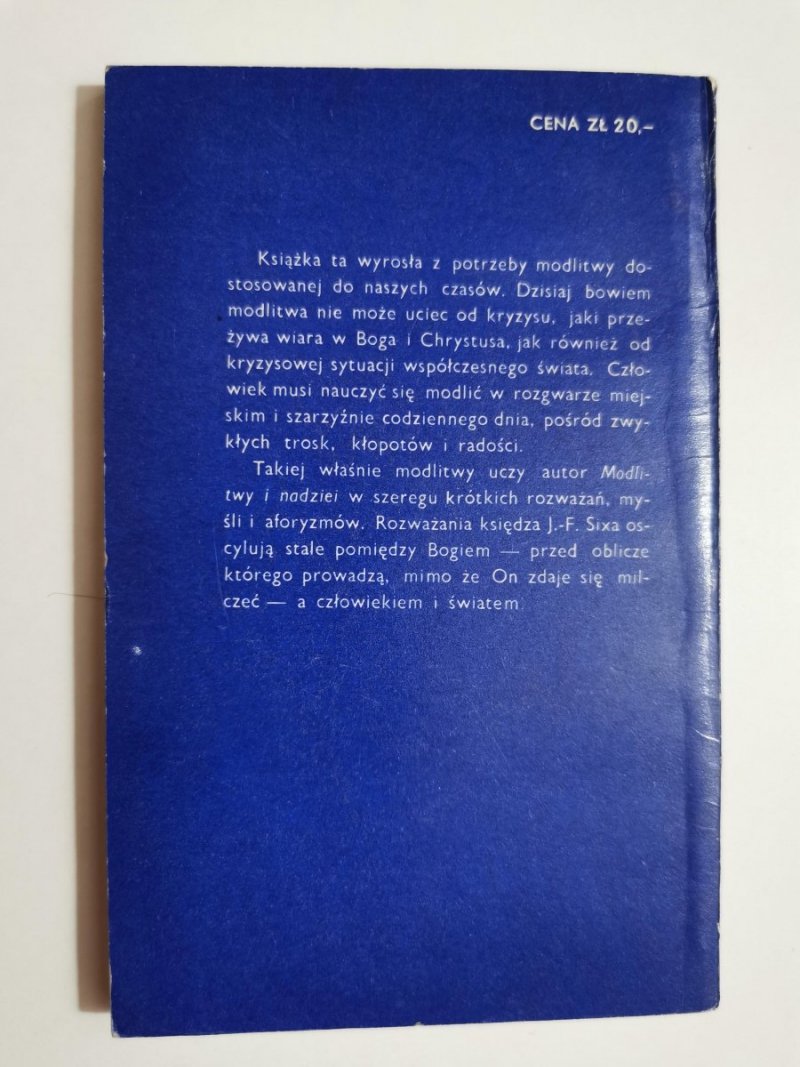 CENA ZŁ 20,–
Książka ta wyrosła z potrzeby modlitwy do-
stosowanej do naszych czasów. Dzisiaj bowiem
modlitwa nie może uciec od kryzysu, jaki prze-
żywa wiara w Boga i Chrystusa, jak również od
kryzysowej sytuacji współczesnego świata. Czło-
wiek musi nauczyć się modlić w rozgwarze miej-
skim i szarzyźnie codziennego dnia, pośród zwy-
kłych trosk, kłopotów i radości.
Takiej właśnie modlitwy uczy autor Modli-
twy i nadziei w szeregu krótkich rozważań, my-
śli i aforyzmów. Rozważania księdza J.-F. Sixa os-
cylują stale pomiędzy Bogiem — przed oblicze
którego prowadzą, mimo że On zdaje się mil-
czeć — a człowiekiem i światem.